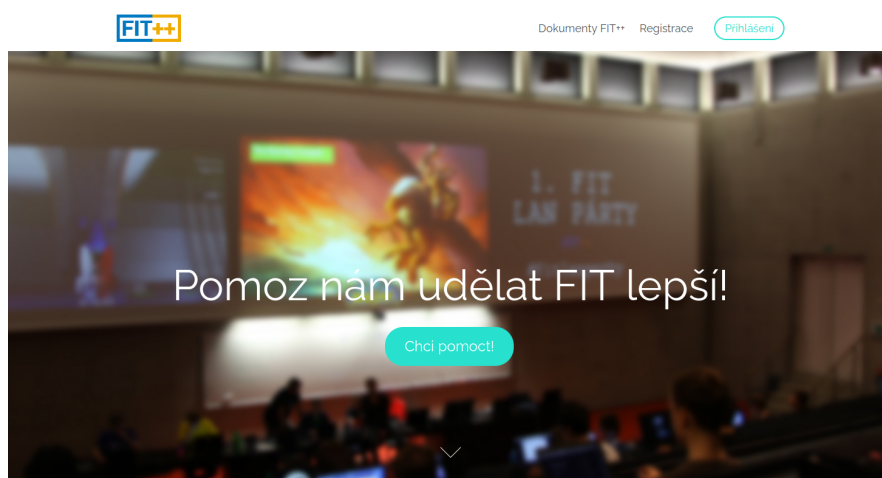 FIT++
Dokumenty FIT++
Registrace
Přihlášení
1. FIT
LAN PÁRTY
Pomoz nám udělat FIT lepší!
Chci pomoct!